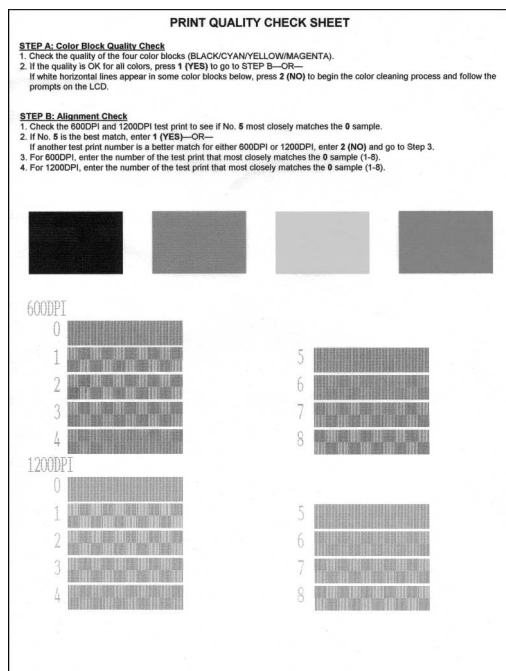 PRINT QUALITY CHECK SHEET
STEP A: Color Block Quality Check
1. Check the quality of the four color blocks (BLACK/CYAN/YELLOW/MAGENTA).
2. If the quality is OK for all colors, press 1 (YES) to go to STEP B—OR—
If white horizontal lines appear in some color blocks below, press 2 (NO) to begin the color cleaning process and follow the
prompts on the LCD.
STEP B: Alignment Check
1. Check the 600DPI and 1200DPI test print to see if No. 5 most closely matches the 0 sample.
2. If No. 5 is the best match, enter 1 (YES)—OR—
If another test print number is a better match for either 600DPI or 1200DPI, enter 2 (NO) and go to Step 3.
3. For 600DPI, enter the number of the test print that most closely matches the 0 sample (1-8).
4. For 1200DPI, enter the number of the test print that most closely matches the 0 sample (1-8).
600DPI
0
1
2
3
4
5
6
7
8
1200DPI
0
1
2
3
4
5
6
7
8